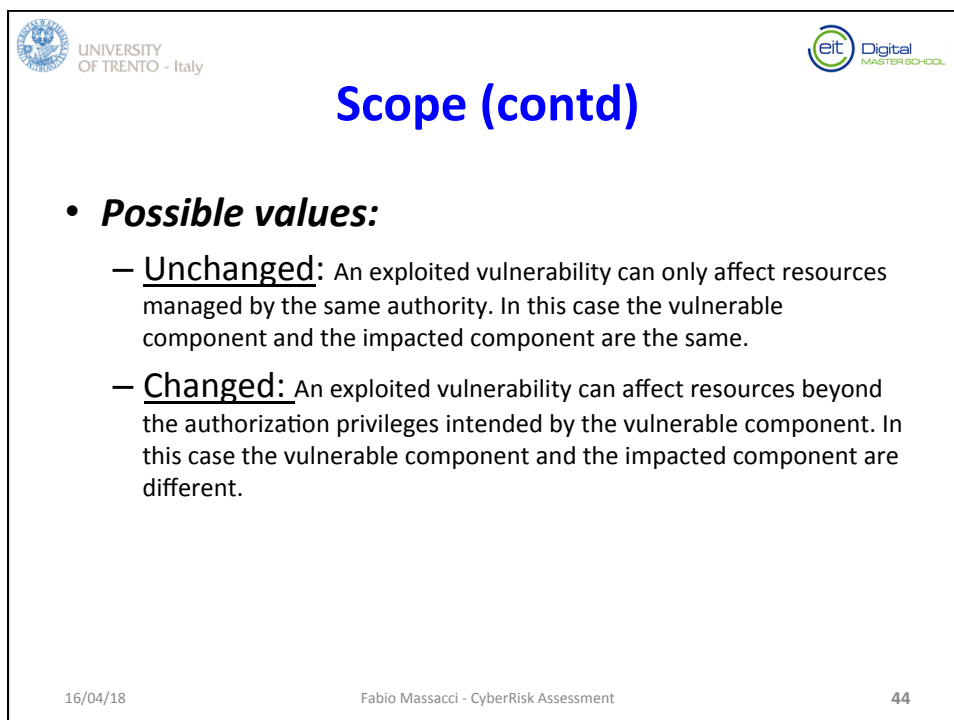 UNIVERSITY
OF TRENTO - Italy
eit Digital
MASTER SCHOOL
Scope (contd)
• Possible values:
– Unchanged: An exploited vulnerability can only affect resources
managed by the same authority. In this case the vulnerable
component and the impacted component are the same.
– Changed: An exploited vulnerability can affect resources beyond
the authorization privileges intended by the vulnerable component. In
this case the vulnerable component and the impacted component are
different.
16/04/18
Fabio Massacci - CyberRisk Assessment
44